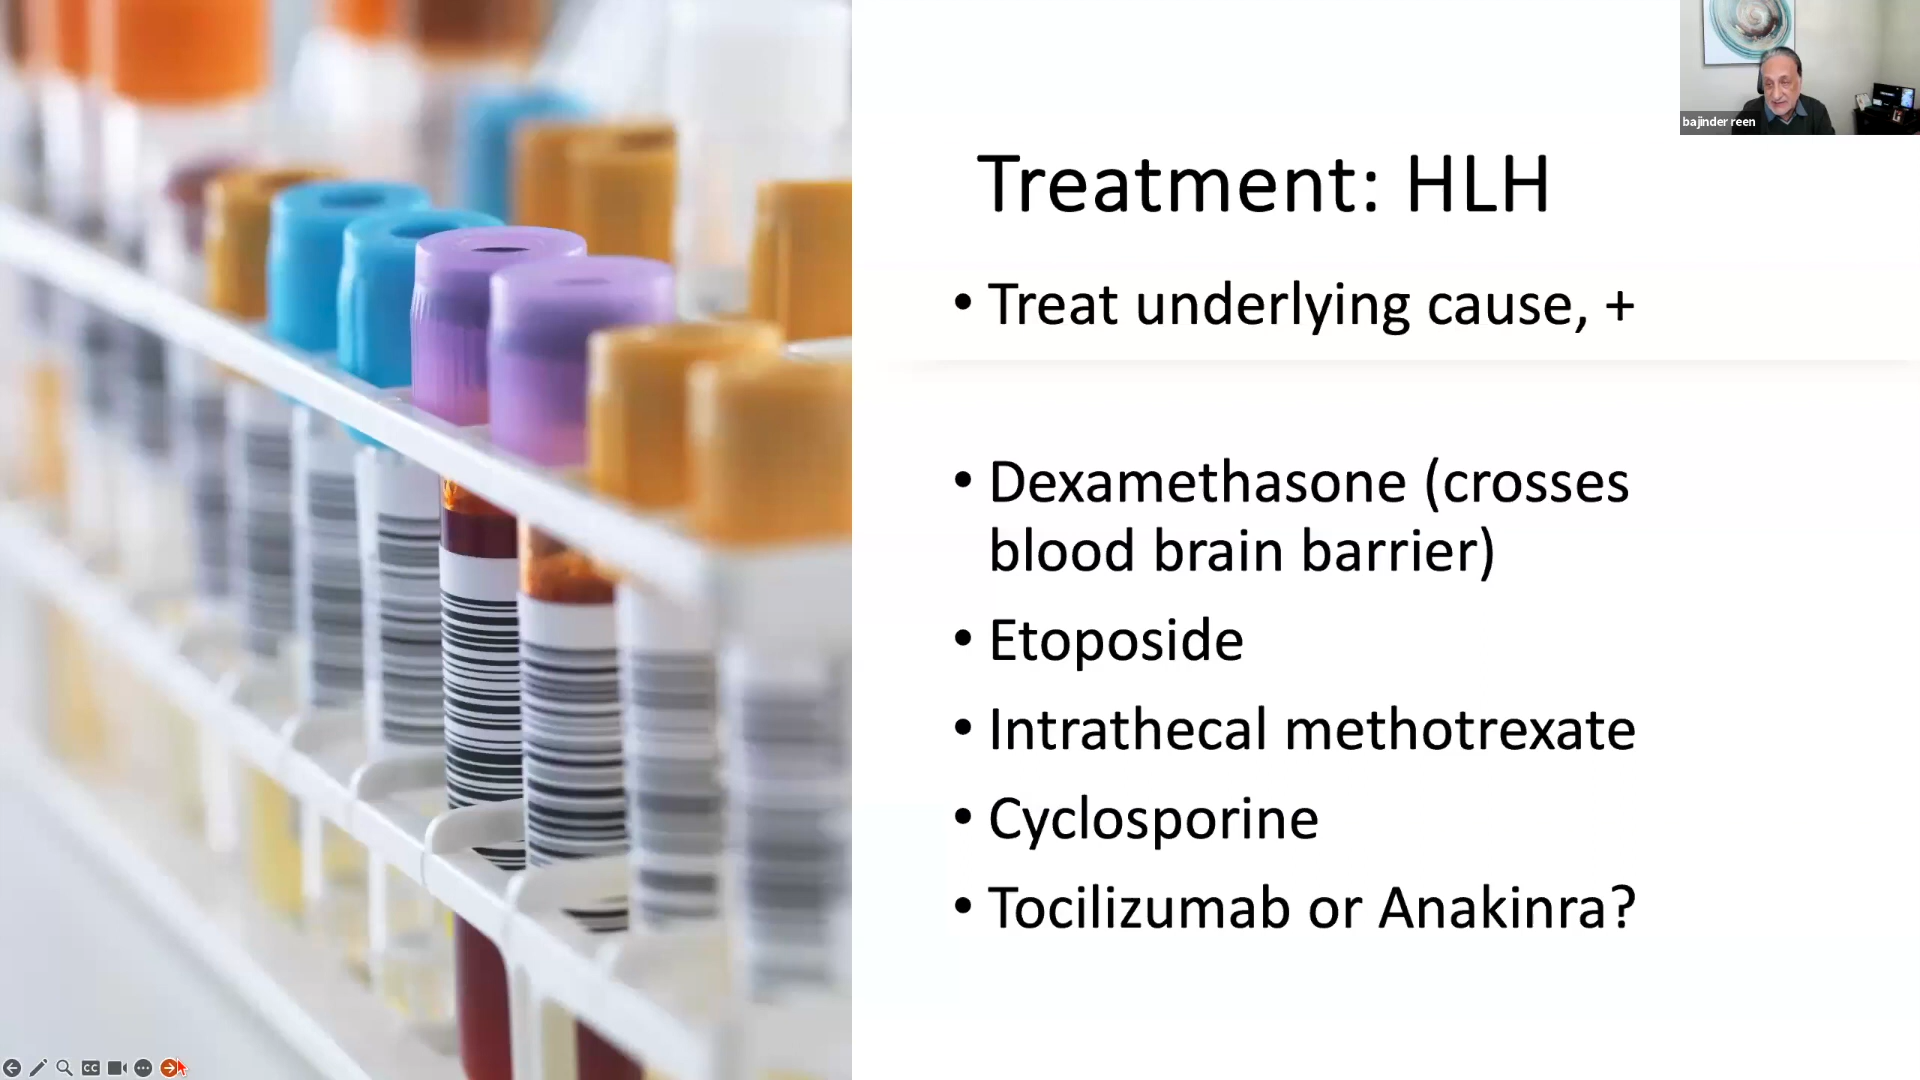 bajinder reen
Treatment: HLH
• Treat underlying cause, +
• Dexamethasone (crosses
blood brain barrier)
• Etoposide
• Intrathecal methotrexate
• Cyclosporine
• Tocilizumab or Anakinra?
CC